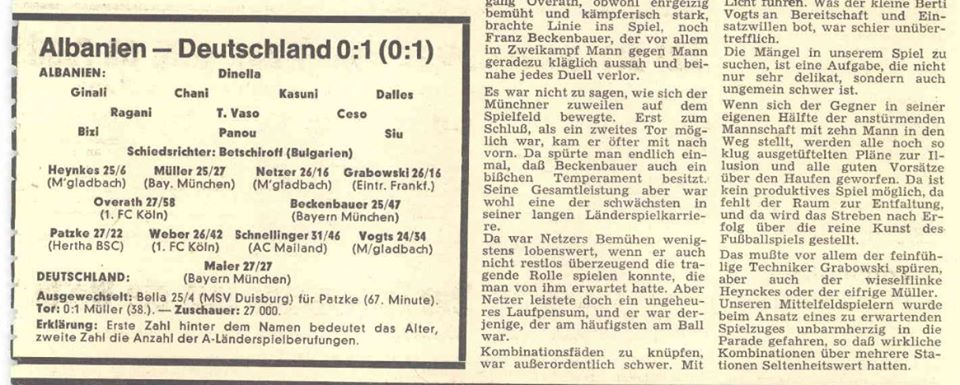 Albanien — Deutschland 0:1 (0:1)
ALBANIEN: Dinella
Ginali Chani Kasuni Dalles
Ragani T. Vaso Ceso
Bizi Panou Siu
Schiedsrichter: Betschiroff (Bulgarien)
Heynkes 25/6 Müller 25/27 Netzer 26/16 Grabowski 26/16
(M'gladbach) (Bay. München) (M'gladbach) (Eintr. Frankf.)
Overath 27/58 Beckenbauer 25/47
(1. FC Köln) (Bayern München)
Patzke 27/22 Weber 26/42 Schnellinger 31/46 Vogts 24/34
(Hertha BSC) (1. FC Köln) (AC Mailand) (M/gladbach)
Maier 27/27
DEUTSCHLAND: (Bayern München)
Ausgewechselt: Bella 25/4 (MSV Duisburg) für Patzke (67. Minute).
Tor: 0:1 Müller (38.). — Zuschauer: 27 000.
Erklärung: Erste Zahl hinter dem Namen bedeutet das Alter,
zweite Zahl die Anzahl der A-Länderspielberufungen.
gang Overath, obwohl ehrgeizig
bemüht und kämpferisch stark,
brachte Linie ins Spiel, noch
Franz Beckenbauer, der vor allem
im Zweikampf Mann gegen Mann
geradezu kläglich aussah und bei-
nahe jedes Duell verlor.
Es war nicht zu sagen, wie sich der
Münchner zuweilen auf dem
Spielfeld bewegte. Erst zum
Schluß, als ein zweites Tor mög-
lich war, kam er öfter mit nach
vorn. Da spürte man endlich ein-
mal, daß Beckenbauer auch ein
bißchen Temperament besitzt.
Seine Gesamtleistung aber war
wohl eine der schwächsten in
seiner langen Länderspielkarrie-
re.
Da war Netzers Bemühen wenig-
stens lobenswert, wenn er auch
nicht restlos überzeugend die tra-
gende Rolle spielen konnte, die
man von ihm erwartet hatte. Aber
Netzer leistete doch ein ungeheu-
res Laufpensum, und er war der-
jenige, der am häufigsten am Ball
war.
Kombinationsfäden zu knüpfen,
war außerordentlich schwer. Mit
Licht führen. Was der kleine Berti
Vogts an Bereitschaft und Ein-
satzwillen bot, war schier unüber-
trefflich.
Die Mängel in unserem Spiel zu
suchen, ist eine Aufgabe, die nicht
nur sehr delikat, sondern auch
ungemein schwer ist.
Wenn sich der Gegner in seiner
eigenen Hälfte der anstürmenden
Mannschaft mit zehn Mann in den
Weg stellt, werden alle noch so
klug ausgetüftelten Pläne zur Il-
lusion und alle guten Vorsätze
über den Haufen geworfen. Da ist
kein produktives Spiel möglich, da
fehlt der Raum zur Entfaltung,
und da wird das Streben nach Er-
folg über die reine Kunst des
Fußballspiels gestellt.
Das mußte vor allem der feinfüh-
lige Techniker Grabowski spüren,
aber auch der wieselflinke
Heynckes oder der eifrige Müller.
Unseren Mittelfeldspielern wurde
beim Ansatz eines zu erwartenden
Spielzuges unbarmherzig in die
Parade gefahren, so daß wirkliche
Kombinationen über mehrere Sta-
tionen Seltenheitswert hatten.